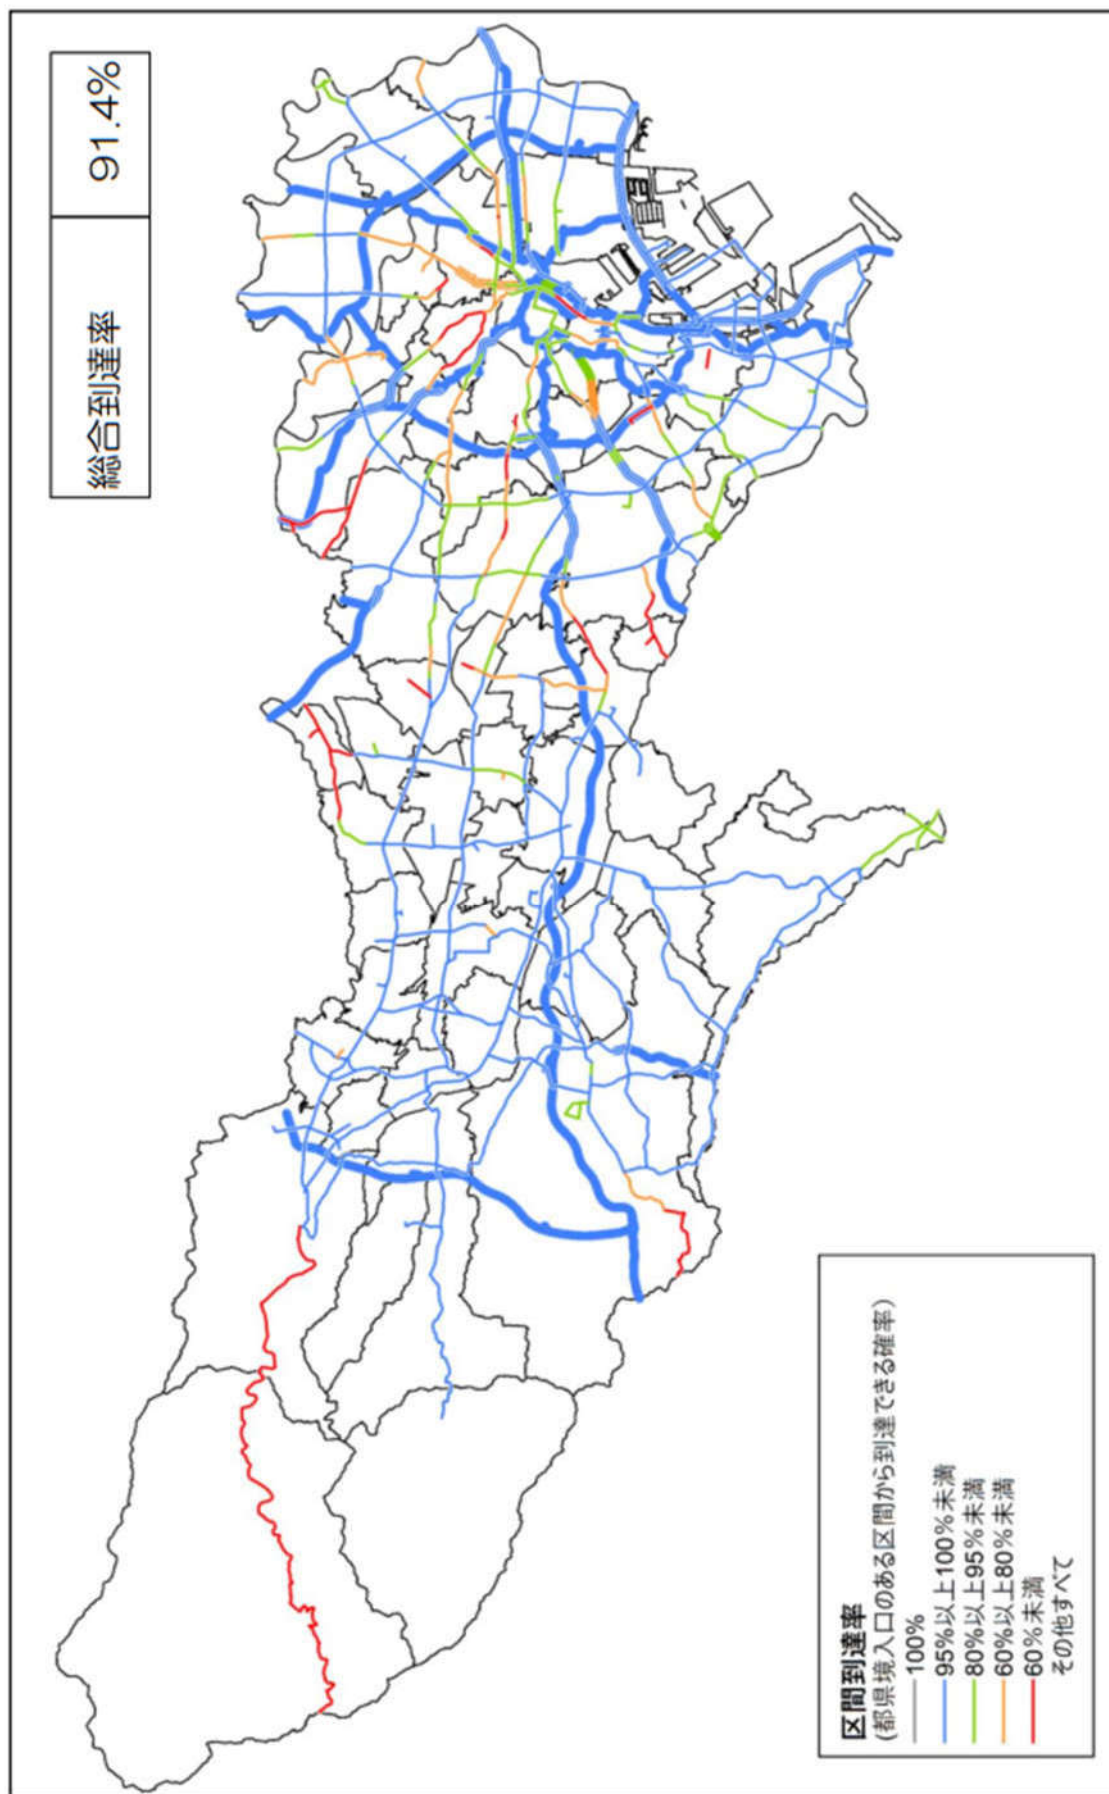 総合到達率
91.4%
区間到達率
(都県境入口のある区間から到達できる確率)
100%
95%以上100%未満
80%以上95%未満
60%以上80%未満
60%未満
その他すべて